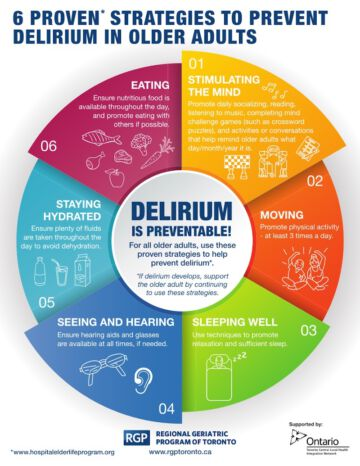 6 PROVEN* STRATEGIES TO PREVENT
DELIRIUM IN OLDER ADULTS
01
STIMULATING
THE MIND
Promote daily socializing, reading,
listening to music, completing mind
challenge games (such as crossword
puzzles), and activities or conversations
that help remind older adults what
day/month/year it is.
02
MOVING
Promote physical activity
- at least 3 times a day.
03
SLEEPING WELL
Use techniques to promote
relaxation and sufficient sleep.
04
SEEING AND HEARING
Ensure hearing aids and glasses
are available at all times, if needed.
05
STAYING
HYDRATED
Ensure plenty of fluids
are taken throughout the
day to avoid dehydration.
06
EATING
Ensure nutritious food is
available throughout the day,
and promote eating with
others if possible.
DELIRIUM
IS PREVENTABLE!
For all older adults, use these
proven strategies to help
prevent delirium*.
*If delirium develops, support
the older adult by continuing
to use these strategies.
zzz
RGP
REGIONAL GERIATRIC
PROGRAM OF TORONTO
*www.hospitalelderlifeprogram.org
www.rgptoronto.ca
Supported by:
Ontario
Toronto Central Local Health
Integration Network